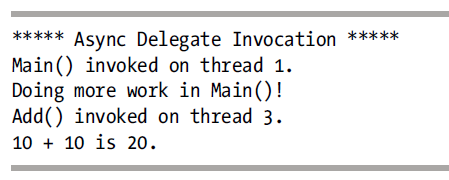 ***** Async Delegate Invocation *****
Main() invoked on thread 1.
Doing more work in Main()!
Add() invoked on thread 3.
10 + 10 is 20.